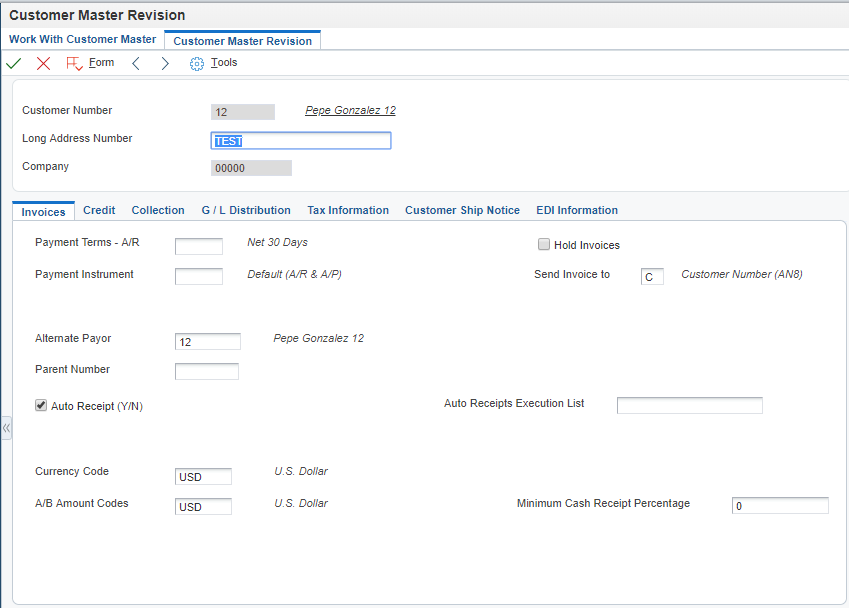 Customer Master Revision
Work With Customer Master Customer Master Revision
Form Tools
Customer Number 12 Pepe Gonzalez 12
Long Address Number TEST
Company 00000
Invoices Credit Collection G / L Distribution Tax Information Customer Ship Notice EDI Information
Payment Terms - A/R Net 30 Days Hold Invoices
Payment Instrument Default (A/R & A/P) Send Invoice to C Customer Number (AN8)
Alternate Payor 12 Pepe Gonzalez 12
Parent Number
Auto Receipt (Y/N) Auto Receipts Execution List
Currency Code USD U.S. Dollar
A/B Amount Codes USD U.S. Dollar Minimum Cash Receipt Percentage 0